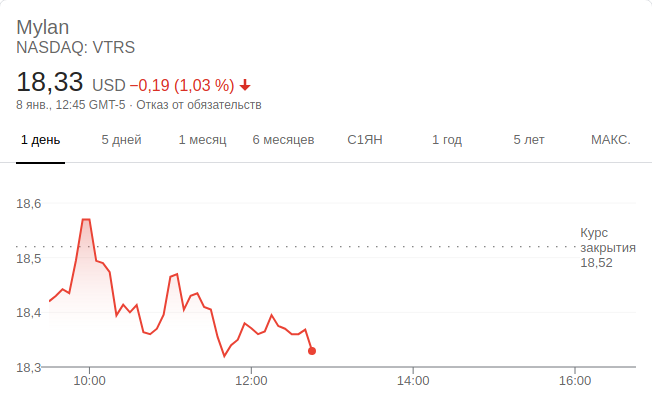 Mylan
NASDAQ: VTRS
18,33 USD −0,19 (1,03 %)
8 янв., 12:45 GMT-5 · Отказ от обязательств
1 день 5 дней 1 месяц 6 месяцев С1ЯН 1 год 5 лет МАКС.
18,6
Курс
закрытия
18,52
18,5
18,4
18,3
10:00 12:00 14:00 16:00